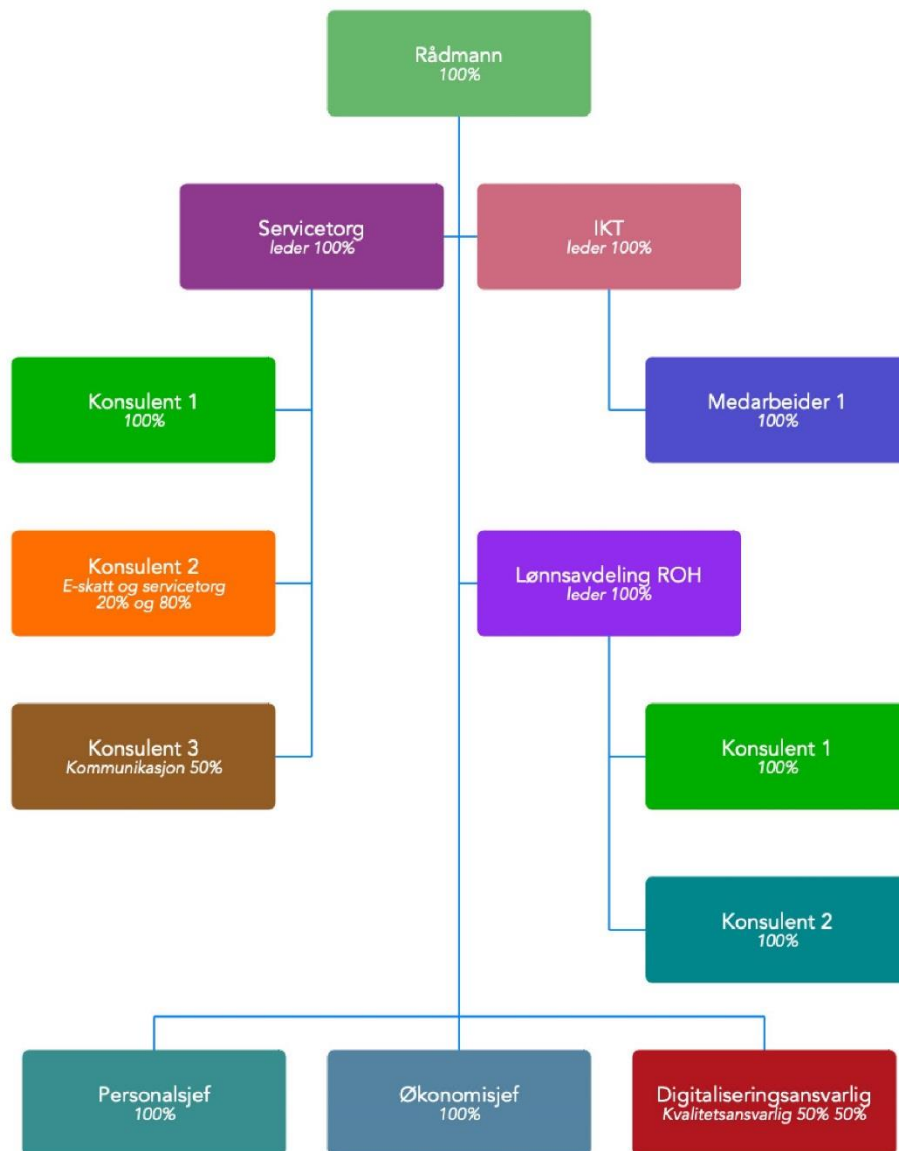 Rådmann
100%
Servicetorg
leder 100%
IKT
leder 100%
Konsulent 1
100%
Medarbeider 1
100%
Konsulent 2
E-skatt og servicetorg
20% og 80%
Lønnsavdeling ROH
leder 100%
Konsulent 3
Kommunikasjon 50%
Konsulent 1
100%
Konsulent 2
100%
Personalsjef
100%
Økonomisjef
100%
Digitaliseringsansvarlig
Kvalitetsansvarlig 50% 50%